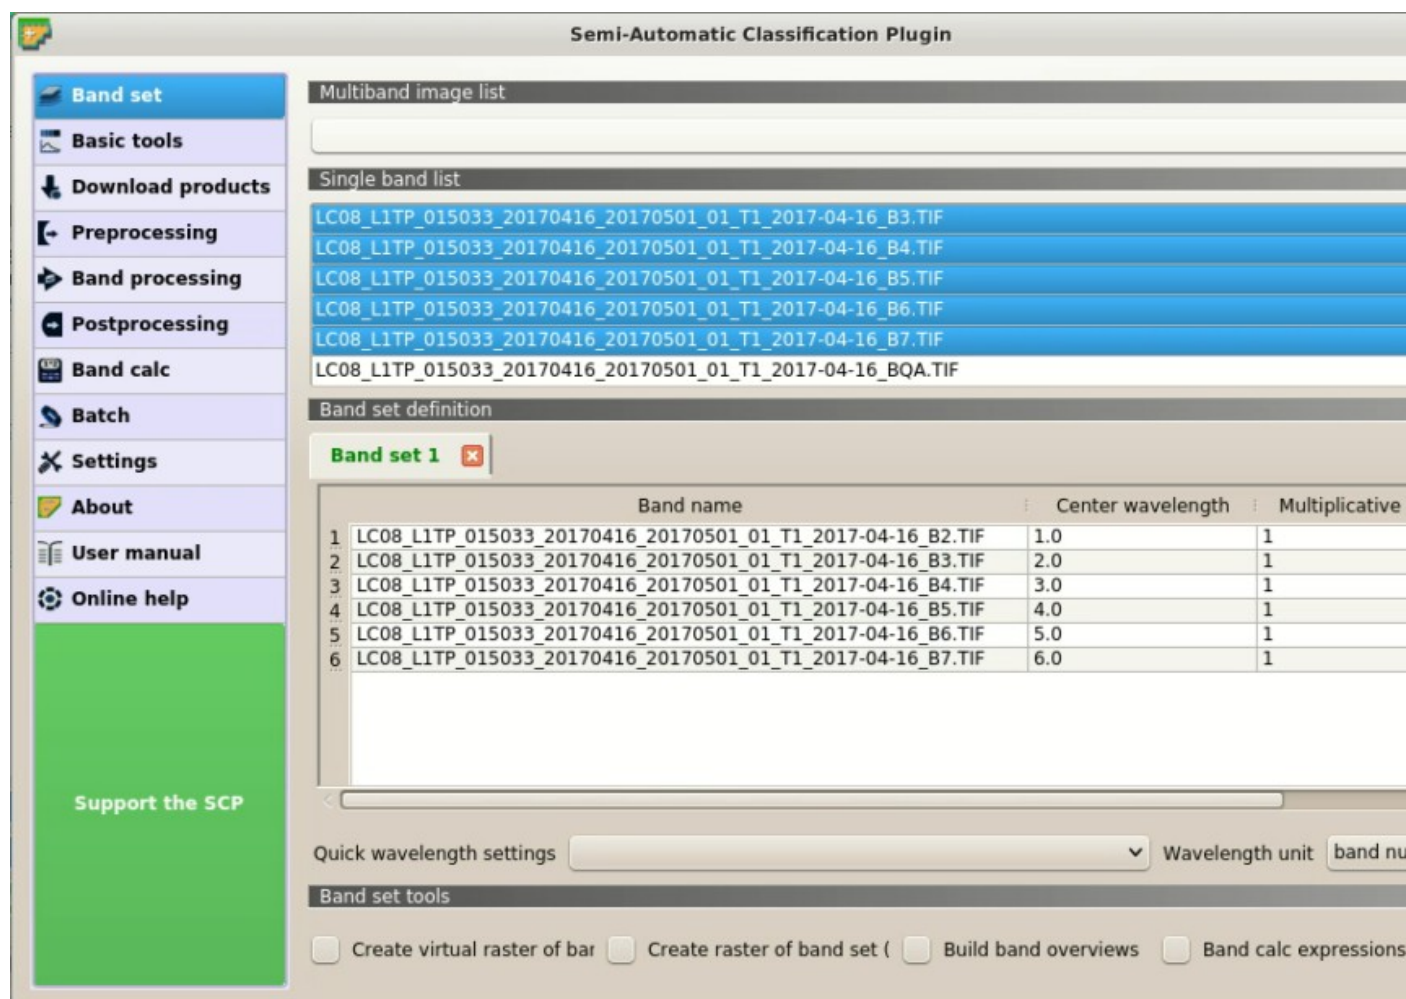 Semi-Automatic Classification Plugin
Band set
Basic tools
Download products
Preprocessing
Band processing
Postprocessing
Band calc
Batch
Settings
About
User manual
Online help
Support the SCP
Multiband image list
Single band list
LC08_L1TP_015033_20170416_20170501_01_T1_2017-04-16_B3.TIF
LC08_L1TP_015033_20170416_20170501_01_T1_2017-04-16_B4.TIF
LC08_L1TP_015033_20170416_20170501_01_T1_2017-04-16_B5.TIF
LC08_L1TP_015033_20170416_20170501_01_T1_2017-04-16_B6.TIF
LC08_L1TP_015033_20170416_20170501_01_T1_2017-04-16_B7.TIF
LC08_L1TP_015033_20170416_20170501_01_T1_2017-04-16_BQA.TIF
Band set definition
Band set 1
Band name Center wavelength Multiplicative
1 LC08_L1TP_015033_20170416_20170501_01_T1_2017-04-16_B2.TIF 1.0 1
2 LC08_L1TP_015033_20170416_20170501_01_T1_2017-04-16_B3.TIF 2.0 1
3 LC08_L1TP_015033_20170416_20170501_01_T1_2017-04-16_B4.TIF 3.0 1
4 LC08_L1TP_015033_20170416_20170501_01_T1_2017-04-16_B5.TIF 4.0 1
5 LC08_L1TP_015033_20170416_20170501_01_T1_2017-04-16_B6.TIF 5.0 1
6 LC08_L1TP_015033_20170416_20170501_01_T1_2017-04-16_B7.TIF 6.0 1
Quick wavelength settings Wavelength unit band nu
Band set tools
Create virtual raster of bar Create raster of band set ( Build band overviews Band calc expressions